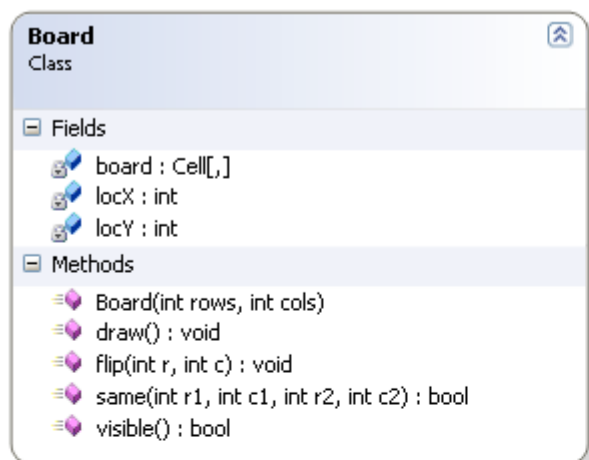 Board
Class
Fields
board : Cell[,]
locX : int
locY : int
Methods
Board(int rows, int cols)
draw() : void
flip(int r, int c) : void
same(int r1, int c1, int r2, int c2) : bool
visible() : bool